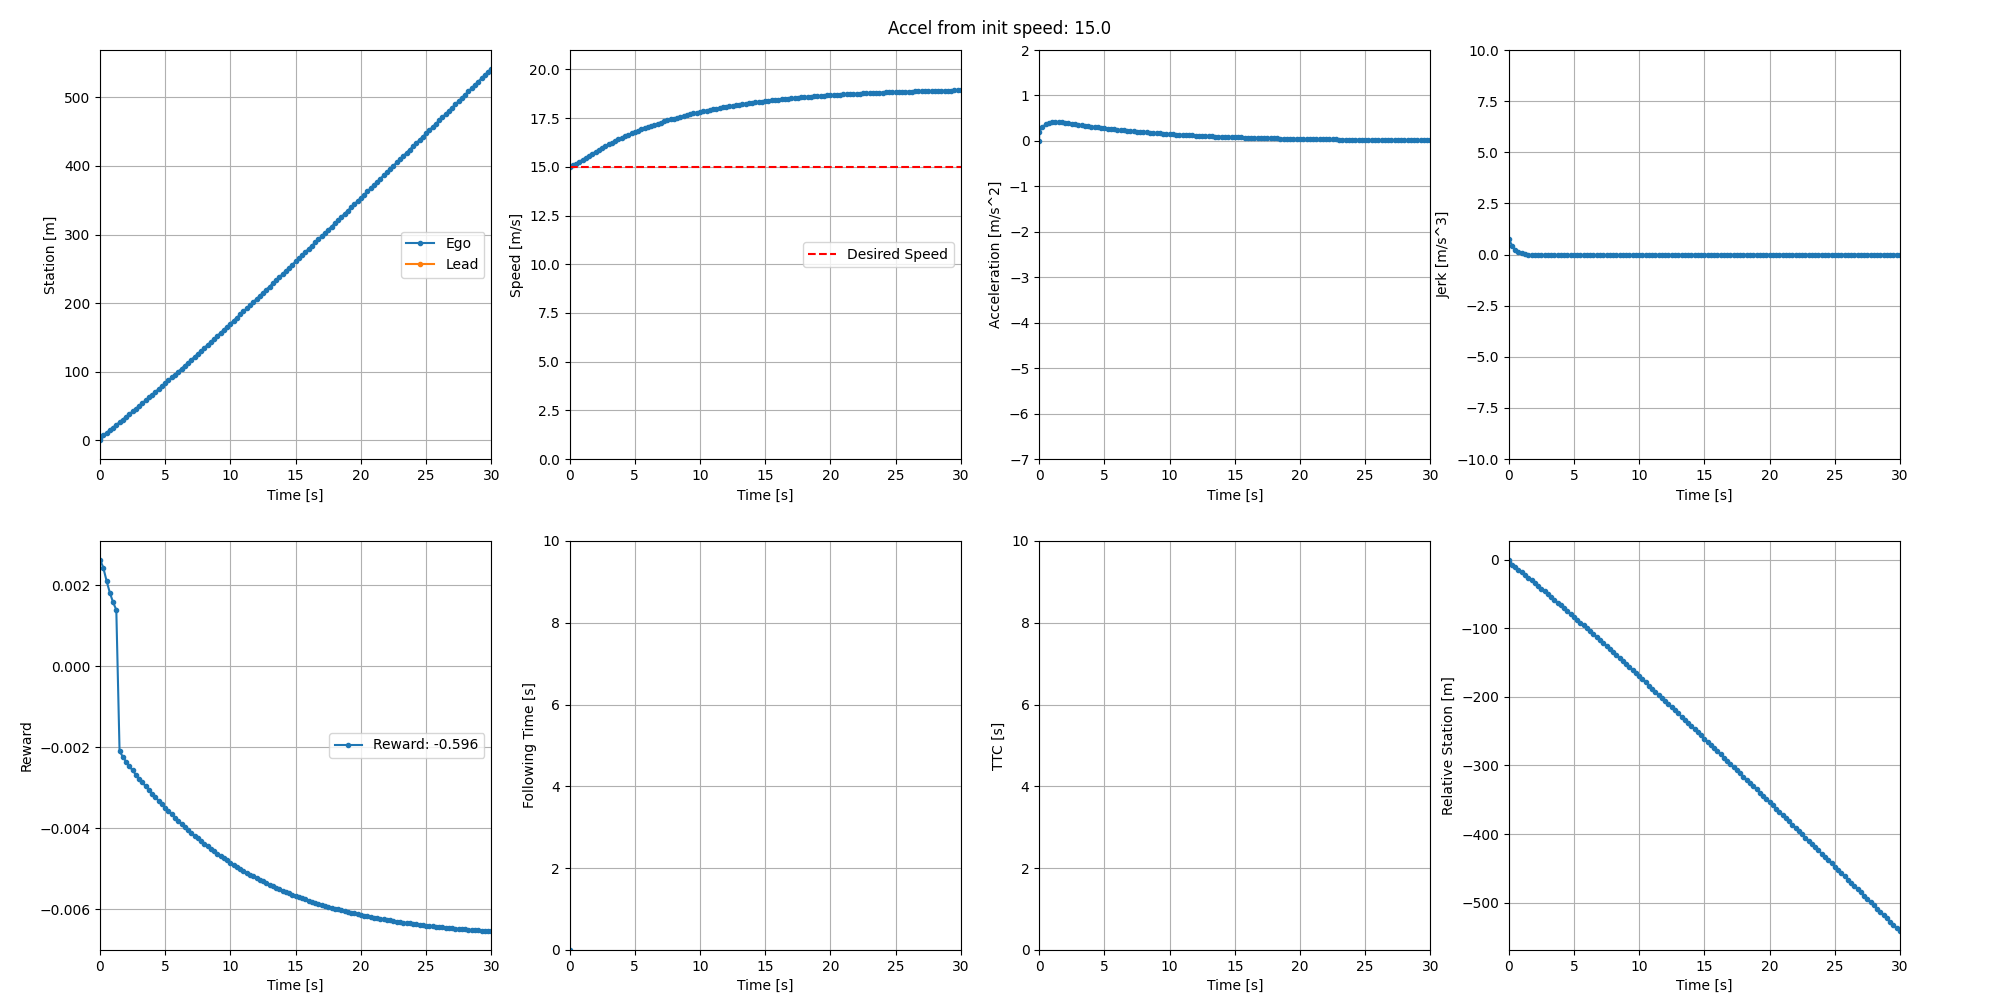 Accel from init speed: 15.0
Station [m]
500
400
300
200
100
0
Ego
Lead
0 5 10 15 20 25 30
Time [s]
Speed [m/s]
20.0
17.5
15.0
12.5
10.0
7.5
5.0
2.5
0.0
Desired Speed
0 5 10 15 20 25 30
Time [s]
Acceleration [m/s^2]
2
1
0
−1
−2
−3
−4
−5
−6
−7
0 5 10 15 20 25 30
Time [s]
Jerk [m/s^3]
10.0
7.5
5.0
2.5
0.0
−2.5
−5.0
−7.5
−10.0
0 5 10 15 20 25 30
Time [s]
Reward
0.002
0.000
−0.002
−0.004
−0.006
Reward: -0.596
0 5 10 15 20 25 30
Time [s]
Following Time [s]
10
8
6
4
2
0
0 5 10 15 20 25 30
Time [s]
TTC [s]
10
8
6
4
2
0
0 5 10 15 20 25 30
Time [s]
Relative Station [m]
0
−100
−200
−300
−400
−500
0 5 10 15 20 25 30
Time [s]